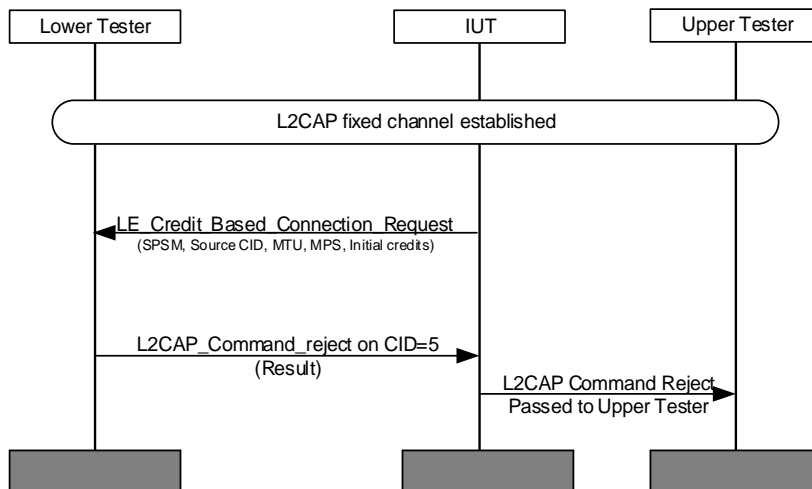 Lower Tester
IUT
Upper Tester
L2CAP fixed channel established
LE_Credit_Based_Connection_Request
(SPSM, Source CID, MTU, MPS, Initial credits)
L2CAP_Command_reject on CID=5
(Result)
L2CAP Command Reject
Passed to Upper Tester